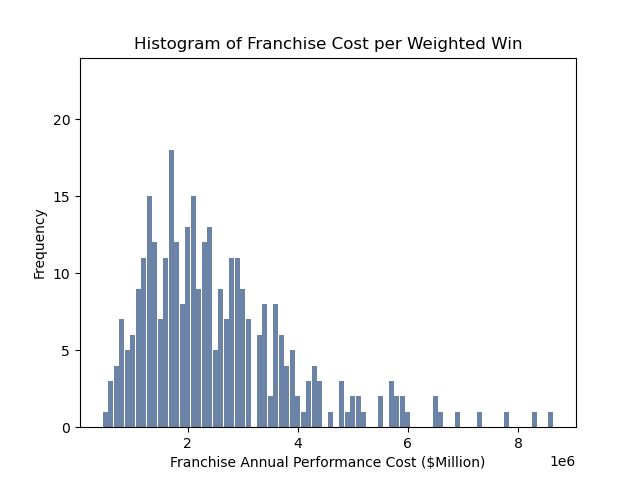 Histogram of Franchise Cost per Weighted Win
20
15
10
5
0
Frequency
2
4
6
8
1e6
Franchise Annual Performance Cost ($Million)